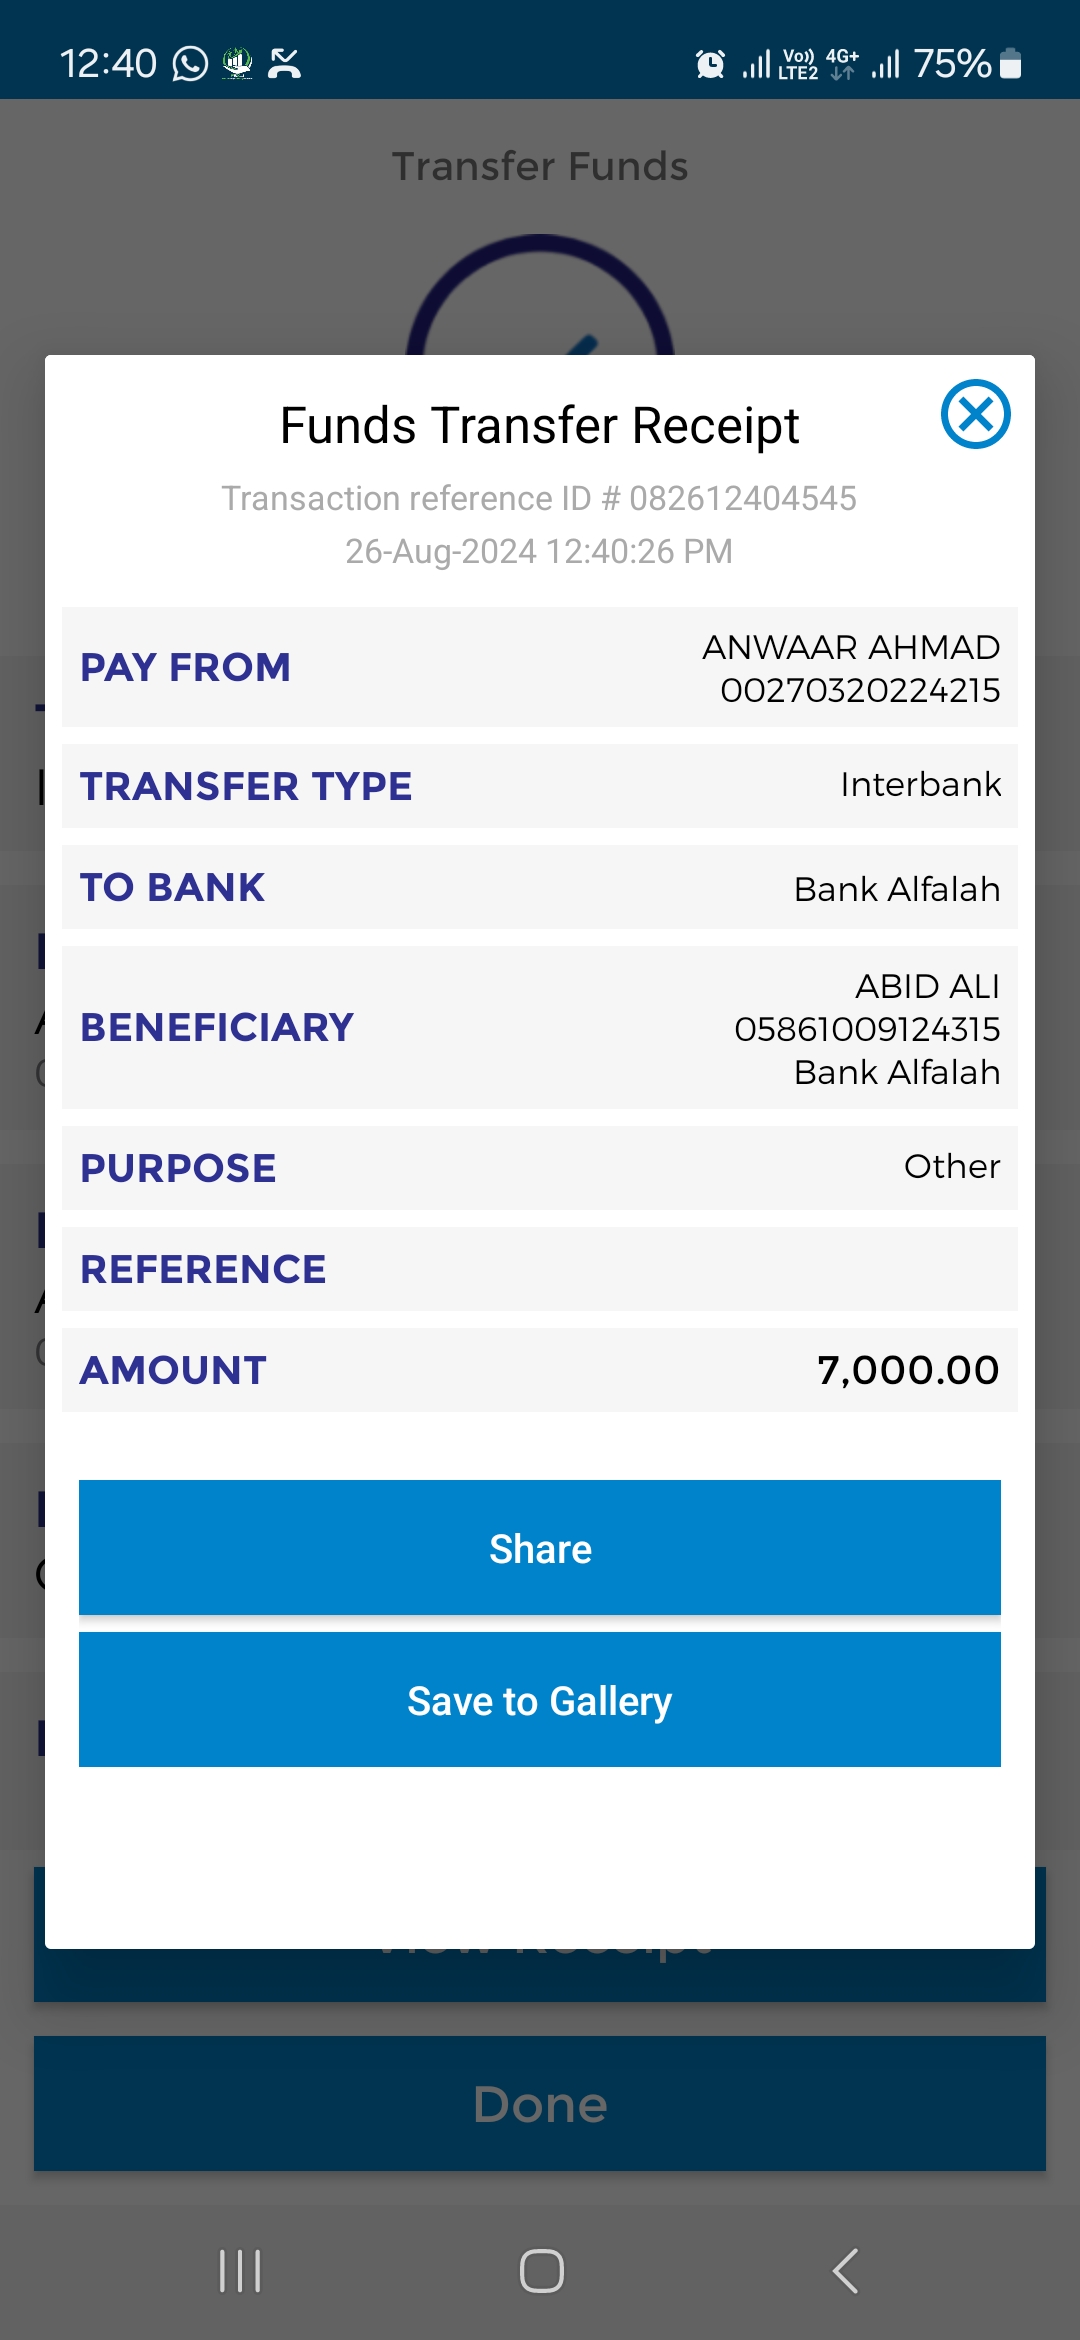 12:40 Vo)) LTE2 4G+ 75%
Transfer Funds
Funds Transfer Receipt
Transaction reference ID # 082612404545
26-Aug-2024 12:40:26 PM
PAY FROM
ANWAAR AHMAD
00270320224215
TRANSFER TYPE Interbank
TO BANK Bank Alfalah
BENEFICIARY
ABID ALI
05861009124315
Bank Alfalah
PURPOSE Other
REFERENCE
AMOUNT 7,000.00
Share
Save to Gallery
View Receipt
Done